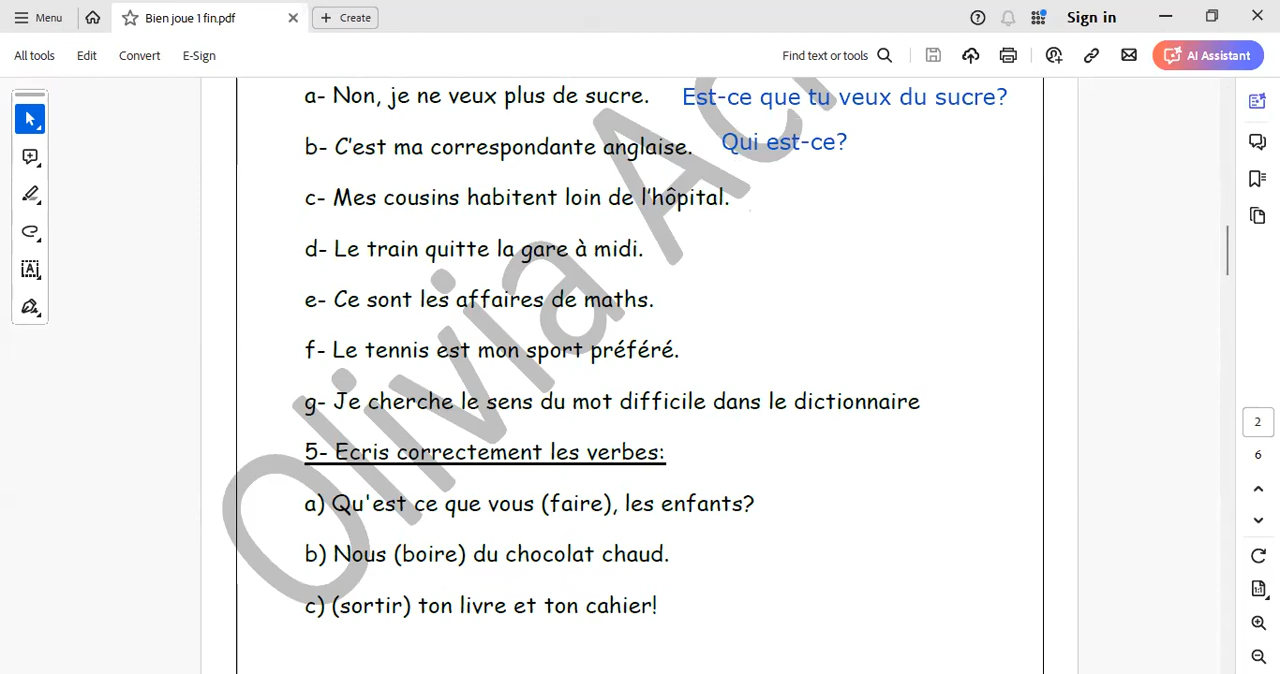 Menu
Bien joue 1 fin.pdf
Create
Sign in
All tools
Edit
Convert
E-Sign
Find text or tools
AI Assistant
a- Non, je ne veux plus de sucre. Est-ce que tu veux du sucre?
b- C'est ma correspondante anglaise. Qui est-ce?
c- Mes cousins habitent loin de l'hôpital.
d- Le train quitte la gare à midi.
e- Ce sont les affaires de maths.
f- Le tennis est mon sport préféré.
g- Je cherche le sens du mot difficile dans le dictionnaire
5- Ecris correctement les verbes:
a) Qu'est ce que vous (faire), les enfants?
b) Nous (boire) du chocolat chaud.
c) (sortir) ton livre et ton cahier!
Olivia
2
6